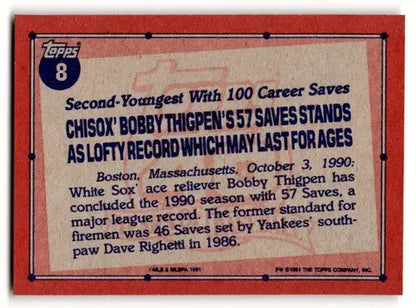 Topps
8
Second-Youngest With 100 Career Saves
CHISOX' BOBBY THIGPEN'S 57 SAVES STANDS
AS LOFTY RECORD WHICH MAY LAST FOR AGES
Boston, Massachusetts, October 3, 1990:
White Sox' ace reliever Bobby Thigpen has
concluded the 1990 season with 57 Saves, a
major league record. The former standard for
firemen was 46 Saves set by Yankees' south-
paw Dave Righetti in 1986.
©MLB & MLBPA 1991
©1991 THE TOPPS COMPANY, INC.